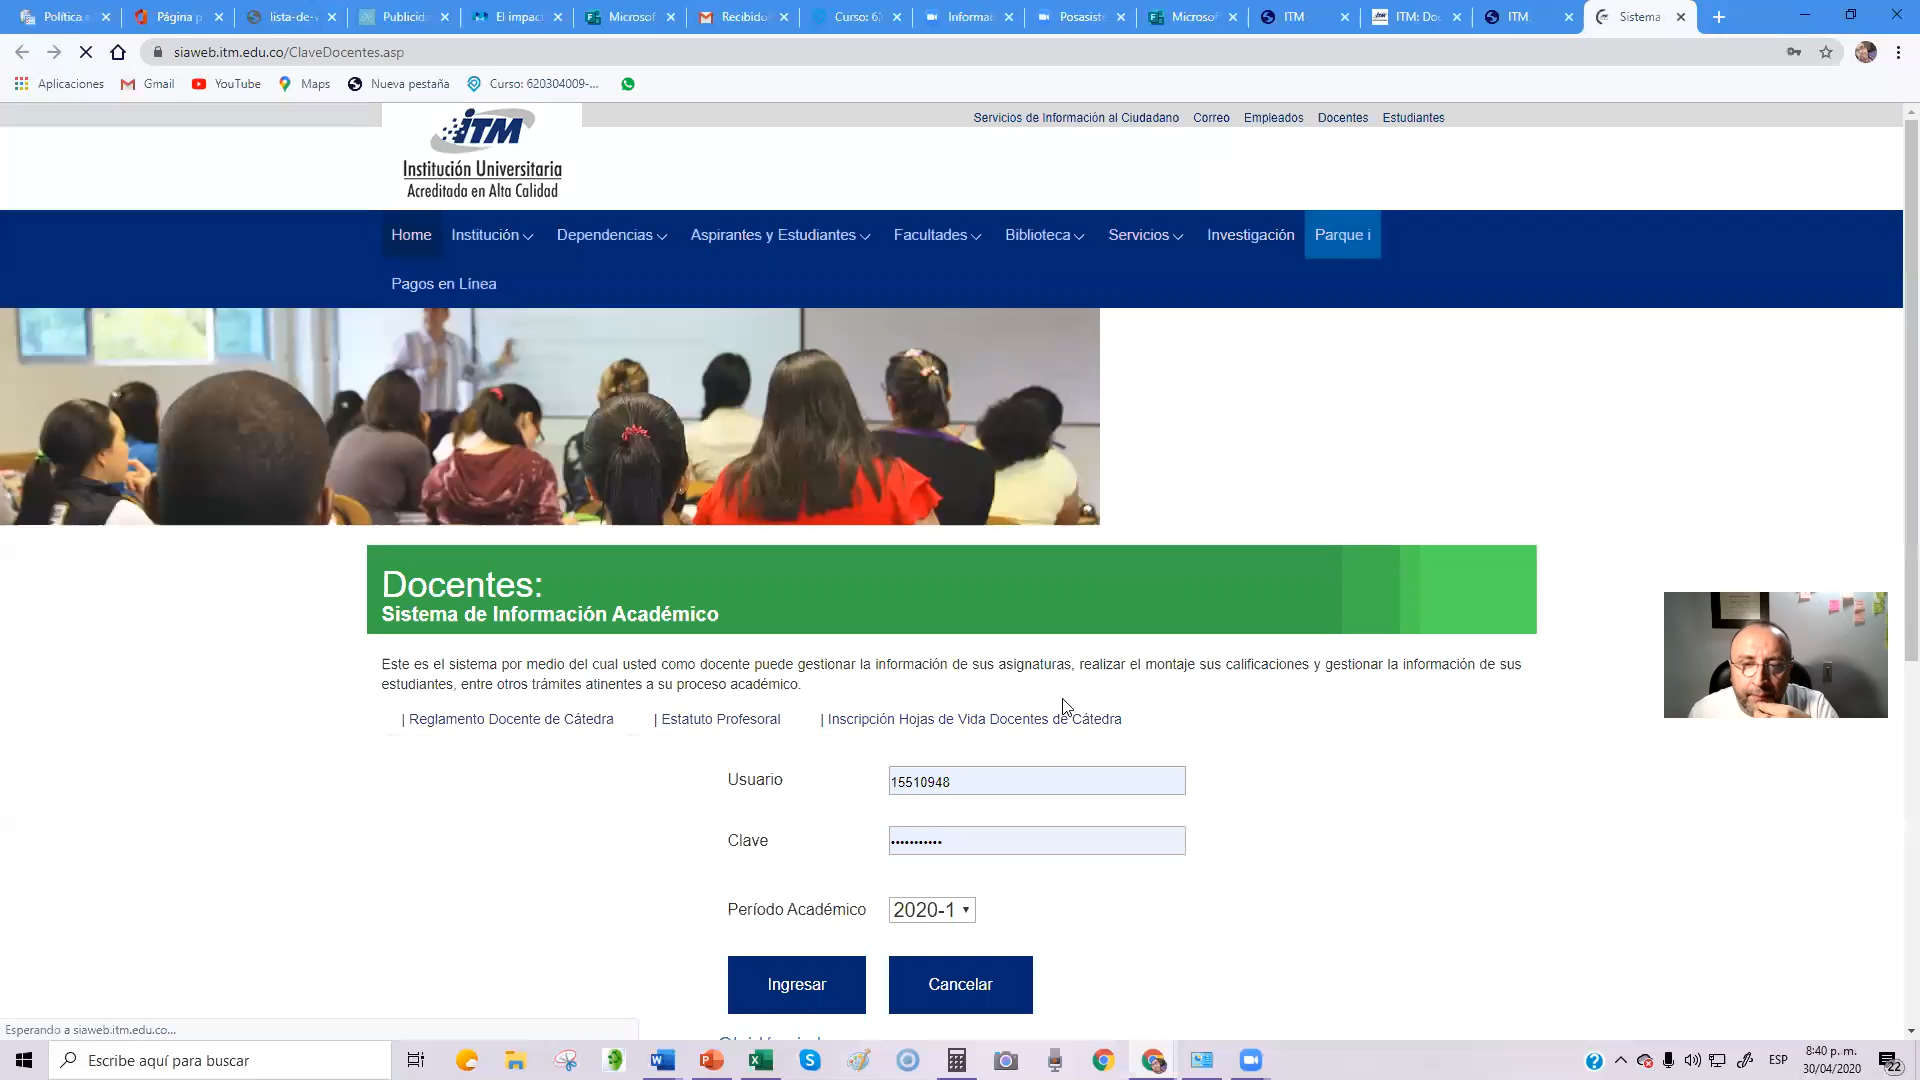 Política
Página p
lista-de-
Publicid
El impac
Microsof
Recibido
Curso: 6
Informac
Posasist
Microsof
ITM
ITM: Do
ITM
Sistema
siaweb.itm.edu.co/ClaveDocentes.asp
Aplicaciones
Gmail
YouTube
Maps
Nueva pestaña
Curso: 620304009-...
Servicios de Información al Ciudadano Correo Empleados Docentes Estudiantes
iTM
Institución Universitaria
Acreditada en Alta Calidad
Home Institución Dependencias Aspirantes y Estudiantes Facultades Biblioteca Servicios Investigación Parque i
Pagos en Línea
Docentes:
Sistema de Información Académico
Este es el sistema por medio del cual usted como docente puede gestionar la información de sus asignaturas, realizar el montaje sus calificaciones y gestionar la información de sus
estudiantes, entre otros trámites atinentes a su proceso académico.
| Reglamento Docente de Cátedra | Estatuto Profesoral | Inscripción Hojas de Vida Docentes de Cátedra
Usuario 15510948
Clave •••••••••••
Período Académico 2020-1
Ingresar Cancelar
Esperando a siaweb.itm.edu.co...
Escribe aquí para buscar
ESP
8:40 p. m.
30/04/2020
22